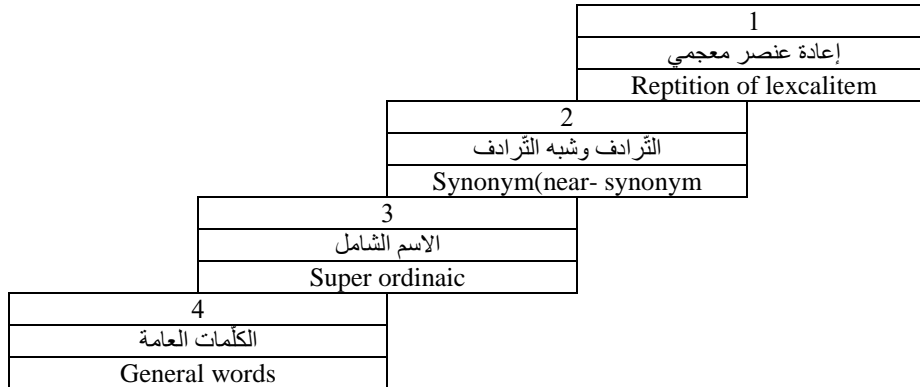 1
إعادة عنصر معجمي
Reptition of lexcalitem
2
التّرادف وشبه التّرادف
Synonym(near- synonym
3
الاسم الشامل
Super ordinaic
4
الكلّمات العامة
General words